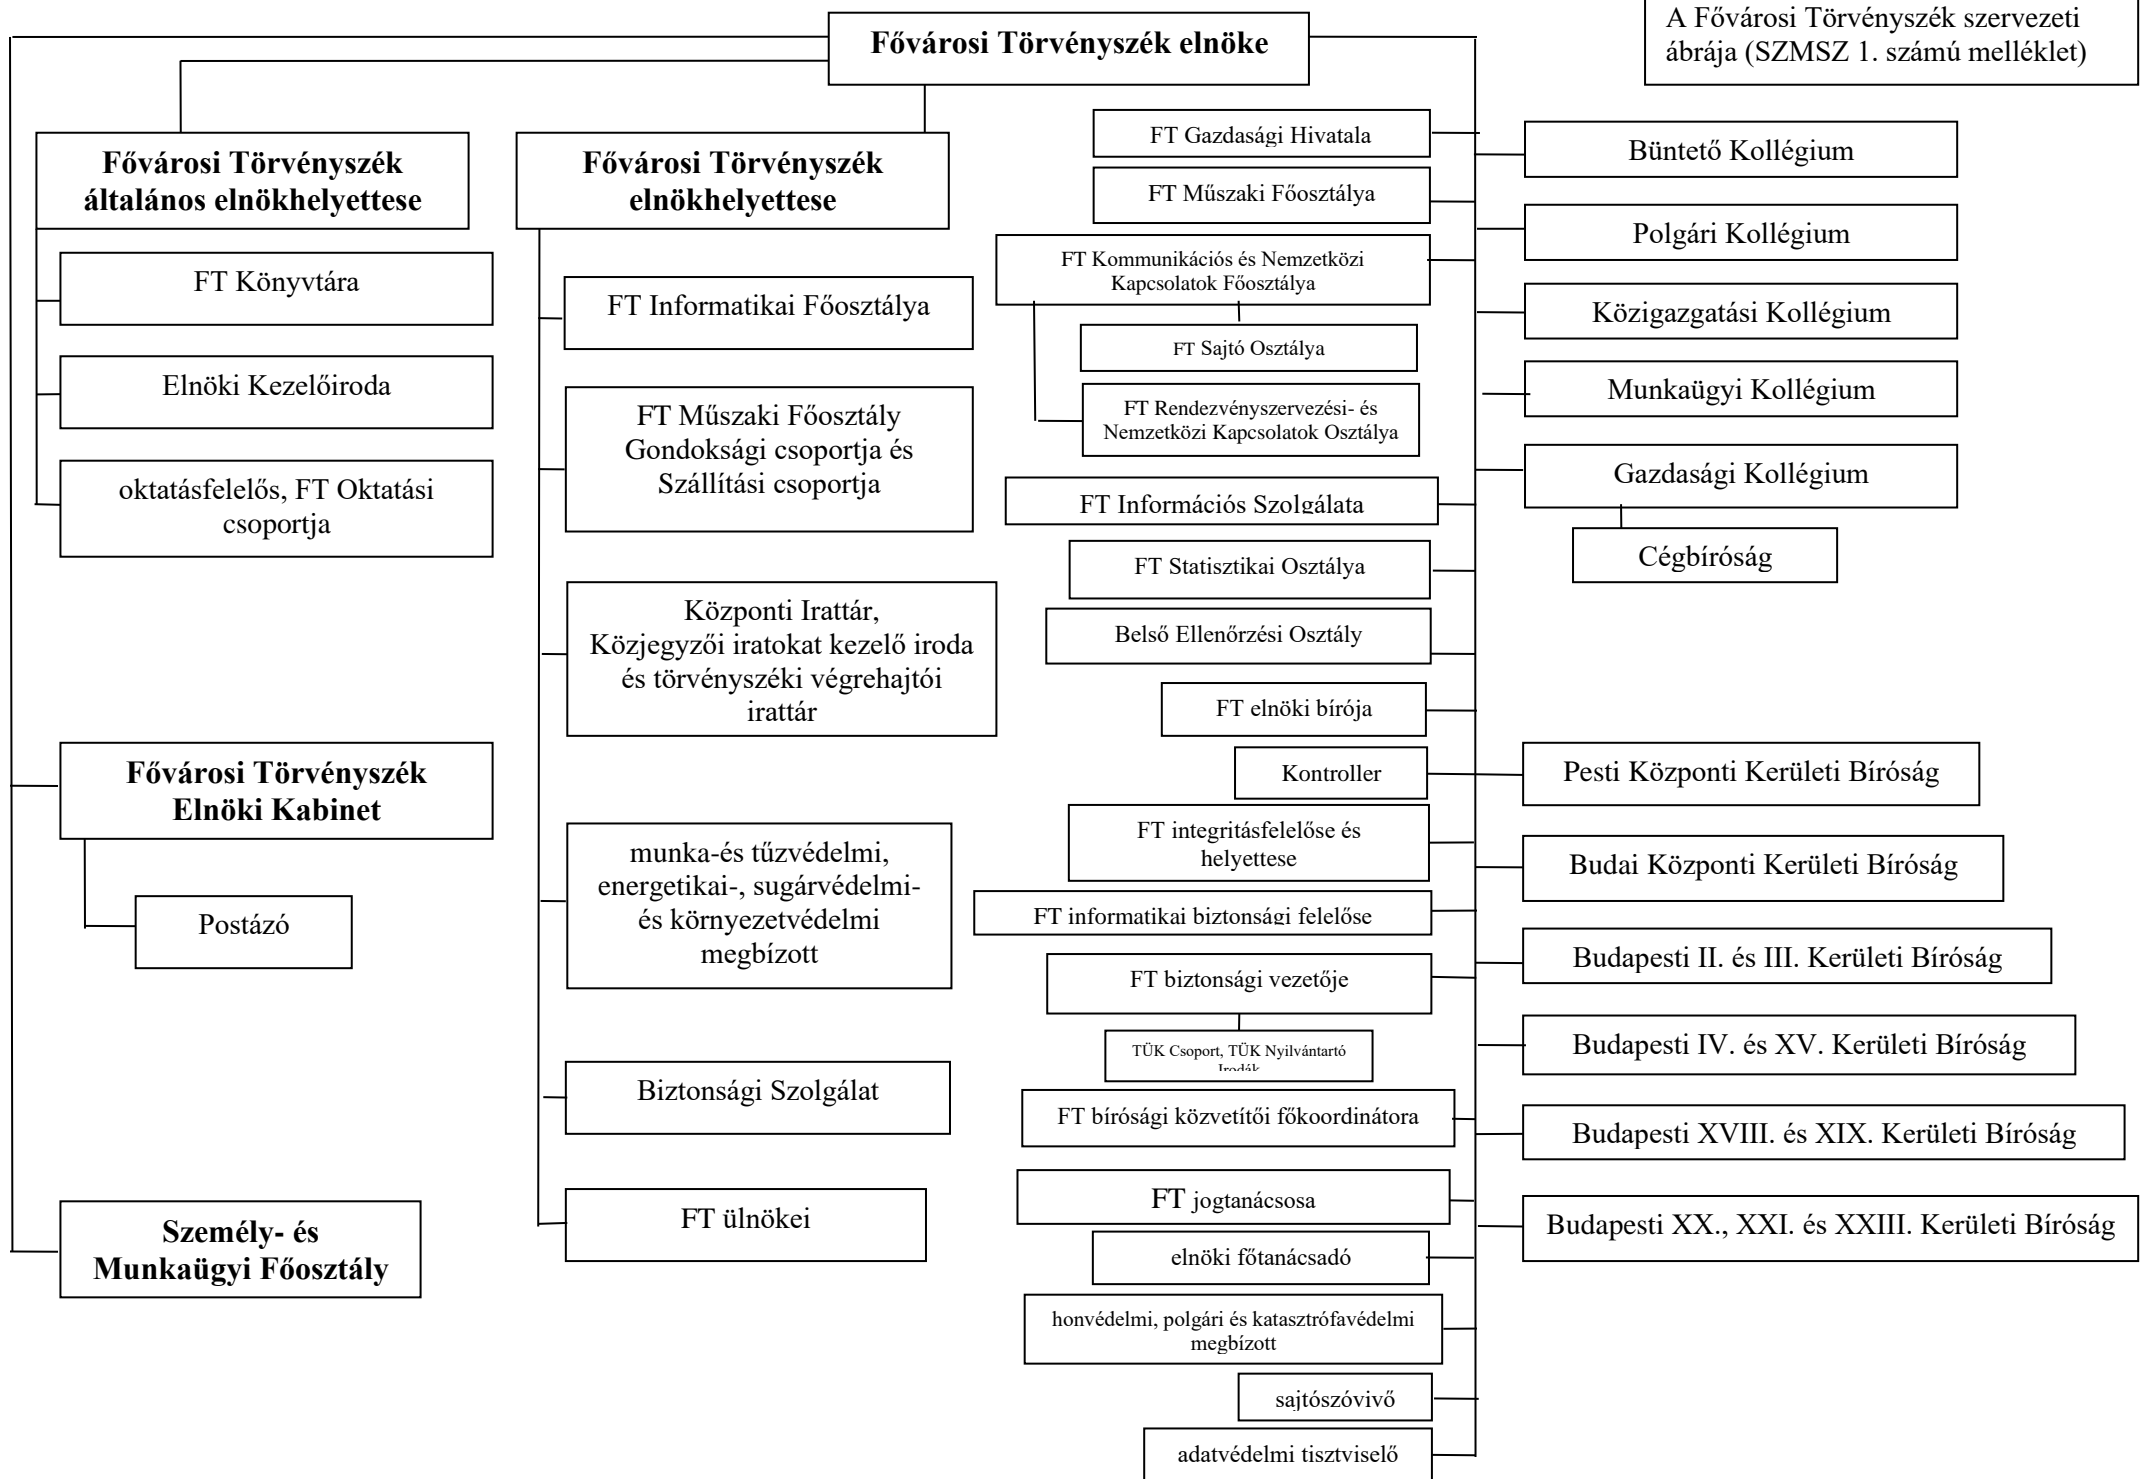 Fővárosi Törvényszék elnöke
A Fővárosi Törvényszék szervezeti
ábrája (SZMSZ 1. számú melléklet)
Fővárosi Törvényszék
általános elnökhelyettese
FT Könyvtára
Elnöki Kezelőiroda
oktatásfelelős, FT Oktatási
csoportja
Fővárosi Törvényszék
Elnöki Kabinet
Postázó
Személy- és
Munkaügyi Főosztály
Fővárosi Törvényszék
elnökhelyettese
FT Informatikai Főosztálya
FT Műszaki Főosztály
Gondoksági csoportja és
Szállítási csoportja
Központi Irattár,
Közjegyzői iratokat kezelő iroda
és törvényszéki végrehajtói
irattár
munka-és tűzvédelmi,
energetikai-, sugárvédelmi-
és környezetvédelmi
megbízott
Biztonsági Szolgálat
FT ülnökei
FT Gazdasági Hivatala
FT Műszaki Főosztálya
FT Kommunikációs és Nemzetközi
Kapcsolatok Főosztálya
FT Sajtó Osztálya
FT Rendezvényszervezési- és
Nemzetközi Kapcsolatok Osztálya
FT Információs Szolgálata
FT Statisztikai Osztálya
Belső Ellenőrzési Osztály
FT elnöki bírója
Kontroller
FT integritásfelelőse és
helyettese
FT informatikai biztonsági felelőse
FT biztonsági vezetője
TÜK Csoport, TÜK Nyilvántartó
Irodák
FT bírósági közvetítői főkoordinátora
FT jogtanácsosa
elnöki főtanácsadó
honvédelmi, polgári és katasztrófavédelmi
megbízott
sajtószóvivő
adatvédelmi tisztviselő
Büntető Kollégium
Polgári Kollégium
Közigazgatási Kollégium
Munkaügyi Kollégium
Gazdasági Kollégium
Cégbíróság
Pesti Központi Kerületi Bíróság
Budai Központi Kerületi Bíróság
Budapesti II. és III. Kerületi Bíróság
Budapesti IV. és XV. Kerületi Bíróság
Budapesti XVIII. és XIX. Kerületi Bíróság
Budapesti XX., XXI. és XXIII. Kerületi Bíróság